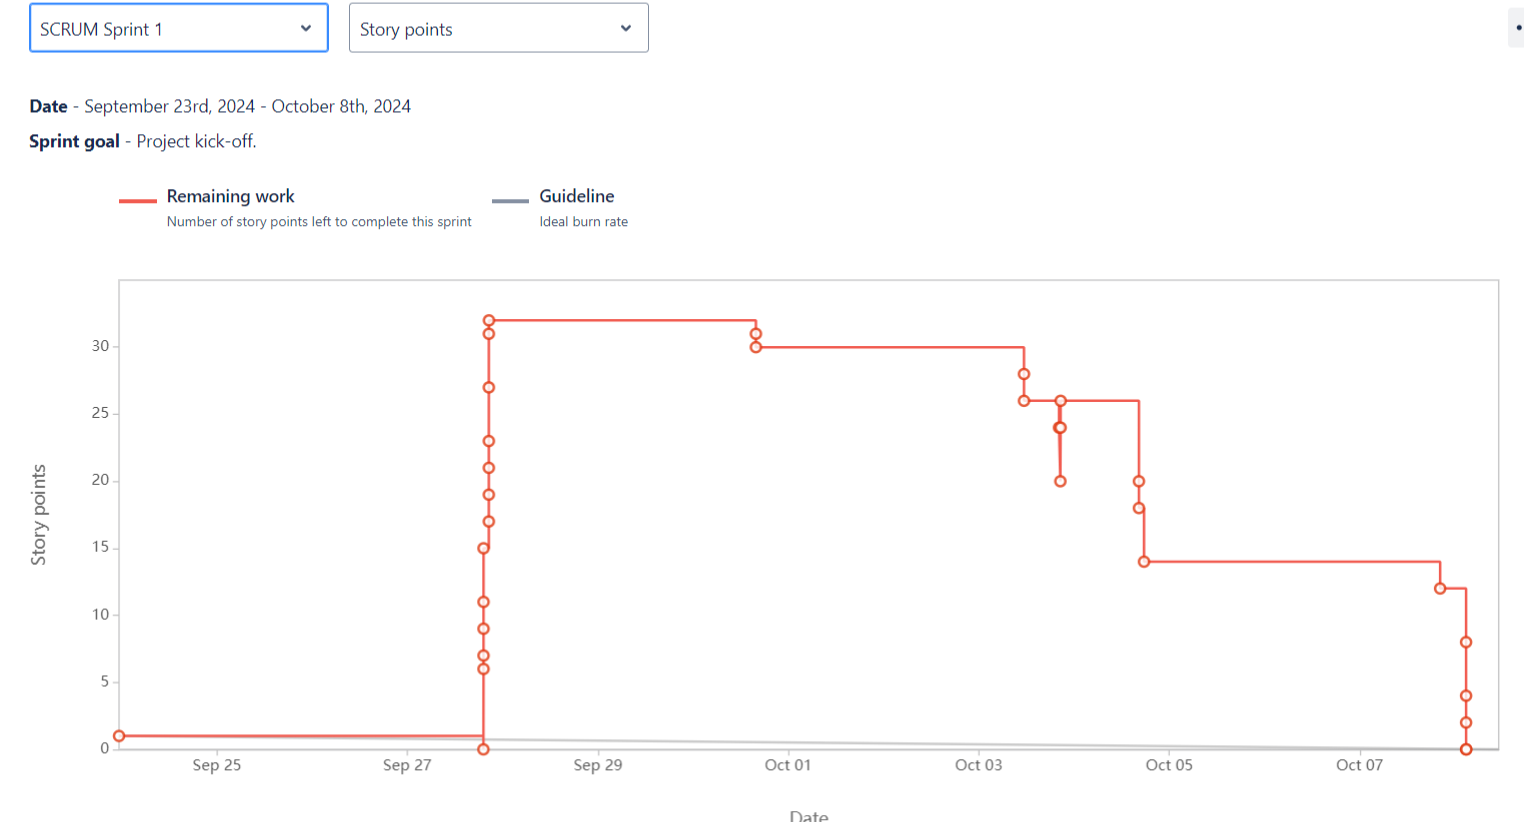 SCRUM Sprint 1
Story points
Date - September 23rd, 2024 - October 8th, 2024
Sprint goal - Project kick-off.
Remaining work
Number of story points left to complete this sprint
Guideline
Ideal burn rate
Story points
30
25
20
15
10
5
0
Sep 25
Sep 27
Sep 29
Oct 01
Oct 03
Oct 05
Oct 07
Date